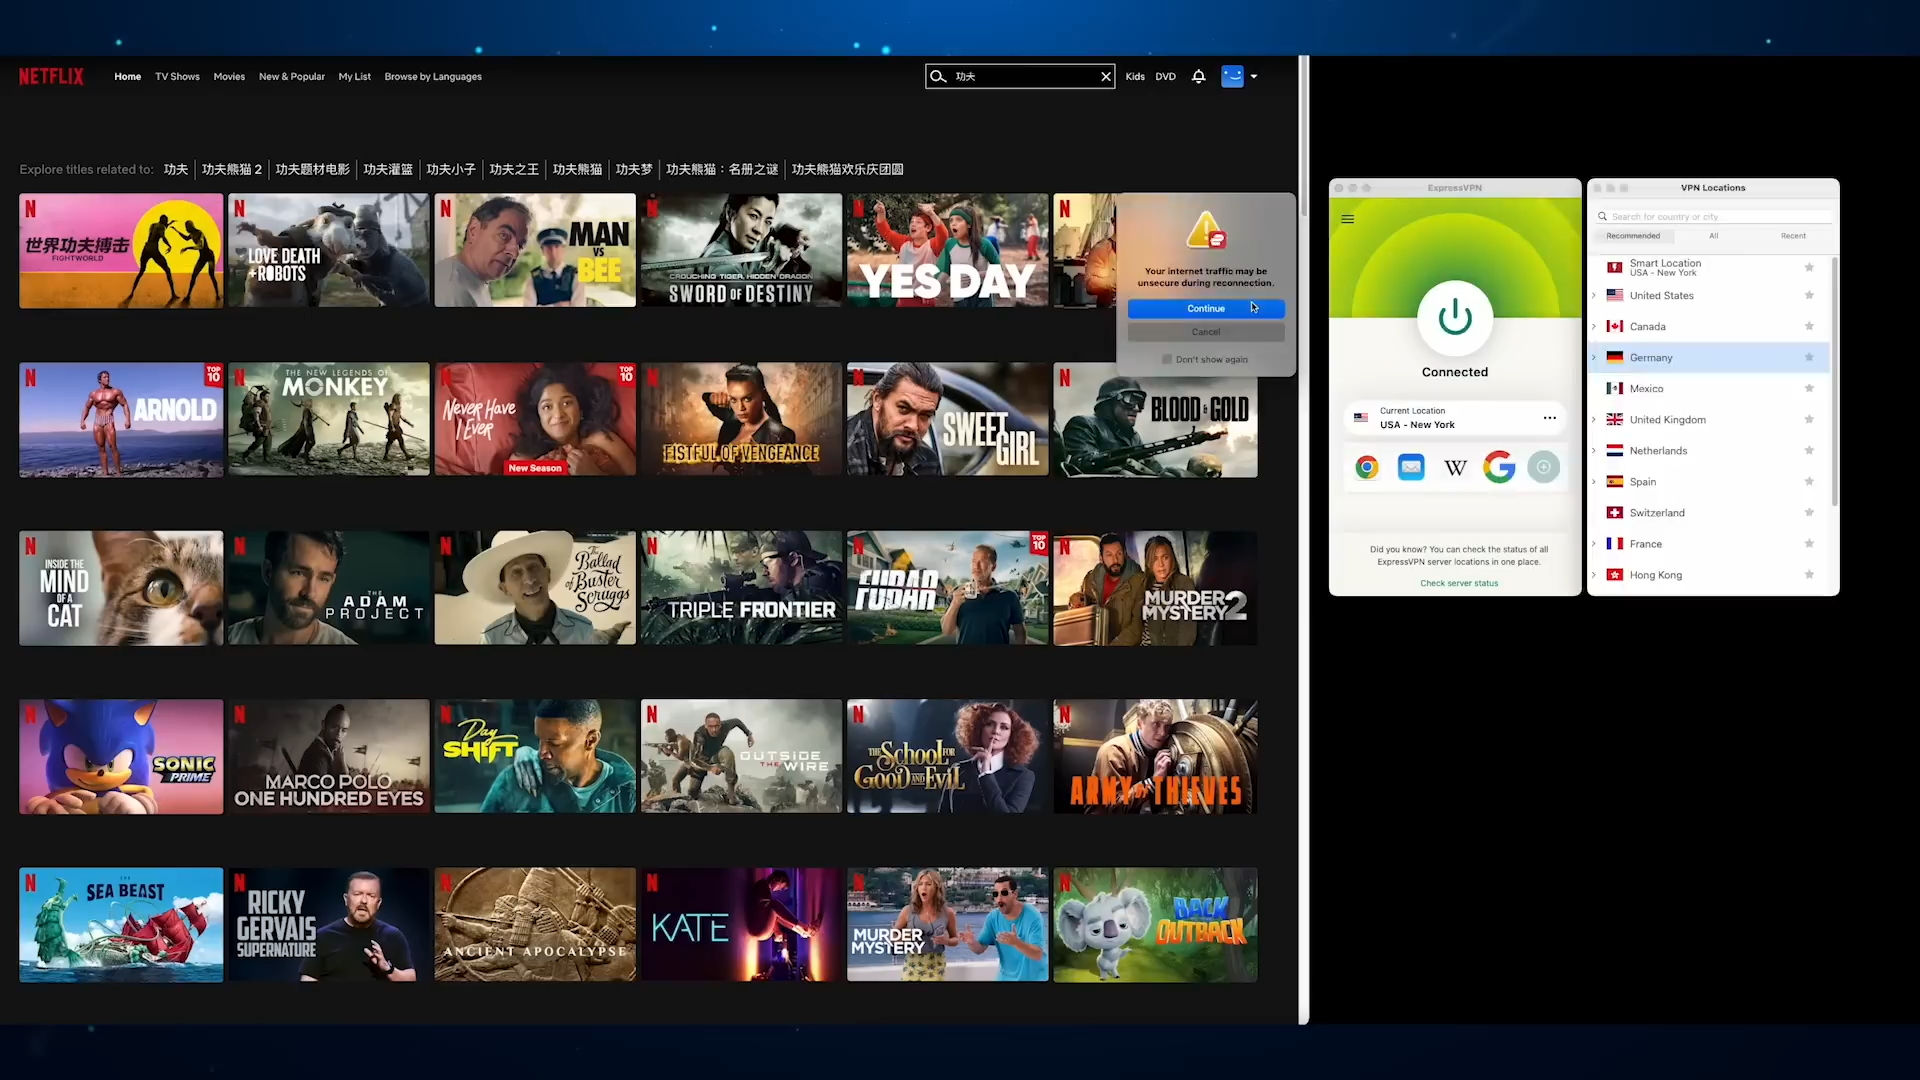 NETFLIX
Home
TV Shows
Movies
New & Popular
My List
Browse by Languages
功夫
Kids
DVD
Explore titles related to:
功夫
功夫熊猫 2
功夫题材电影
功夫灌篮
功夫小子
功夫之王
功夫熊猫
功夫梦
功夫熊猫：名册之谜
功夫熊猫欢乐庆团圆
世界功夫搏击
FIGHTWORLD
LOVE DEATH
+ROBOTS
MAN
VS
BEE
CROUCHING TIGER, HIDDEN DRAGON
SWORD OF DESTINY
YES DAY
Your internet traffic may be
unsecure during reconnection.
Continue
Cancel
Don't show again
TOP
10
ARNOLD
THE NEW LEGENDS OF
MONKEY
TOP
10
Never Have
I Ever
New Season
FISTFUL OF VENGEANCE
SWEET
GIRL
BLOOD & GOLD
INSIDE THE
MIND
OF A
CAT
THE
ADAM
PROJECT
The
Ballad
of Buster
Scruggs
TRIPLE FRONTIER
TOP
10
FUBAR
MURDER
MYSTERY 2
SONIC
PRIME
MARCO POLO
ONE HUNDRED EYES
Day
SHIFT
OUTSIDE
THE WIRE
THE School FOR
GOOD AND EVIL
ARMY OF THIEVES
THE
SEA BEAST
RICKY
GERVAIS
SUPERNATURE
ANCIENT APOCALYPSE
KATE
MURDER
MYSTERY
BACK
OUTBACK
ExpressVPN
Connected
Current Location
USA - New York
W
Did you know? You can check the status of all
ExpressVPN server locations in one place.
Check server status
VPN Locations
Search for country or city
Recommended
All
Recent
Smart Location
USA - New York
United States
Canada
Germany
Mexico
United Kingdom
Netherlands
Spain
Switzerland
France
Hong Kong